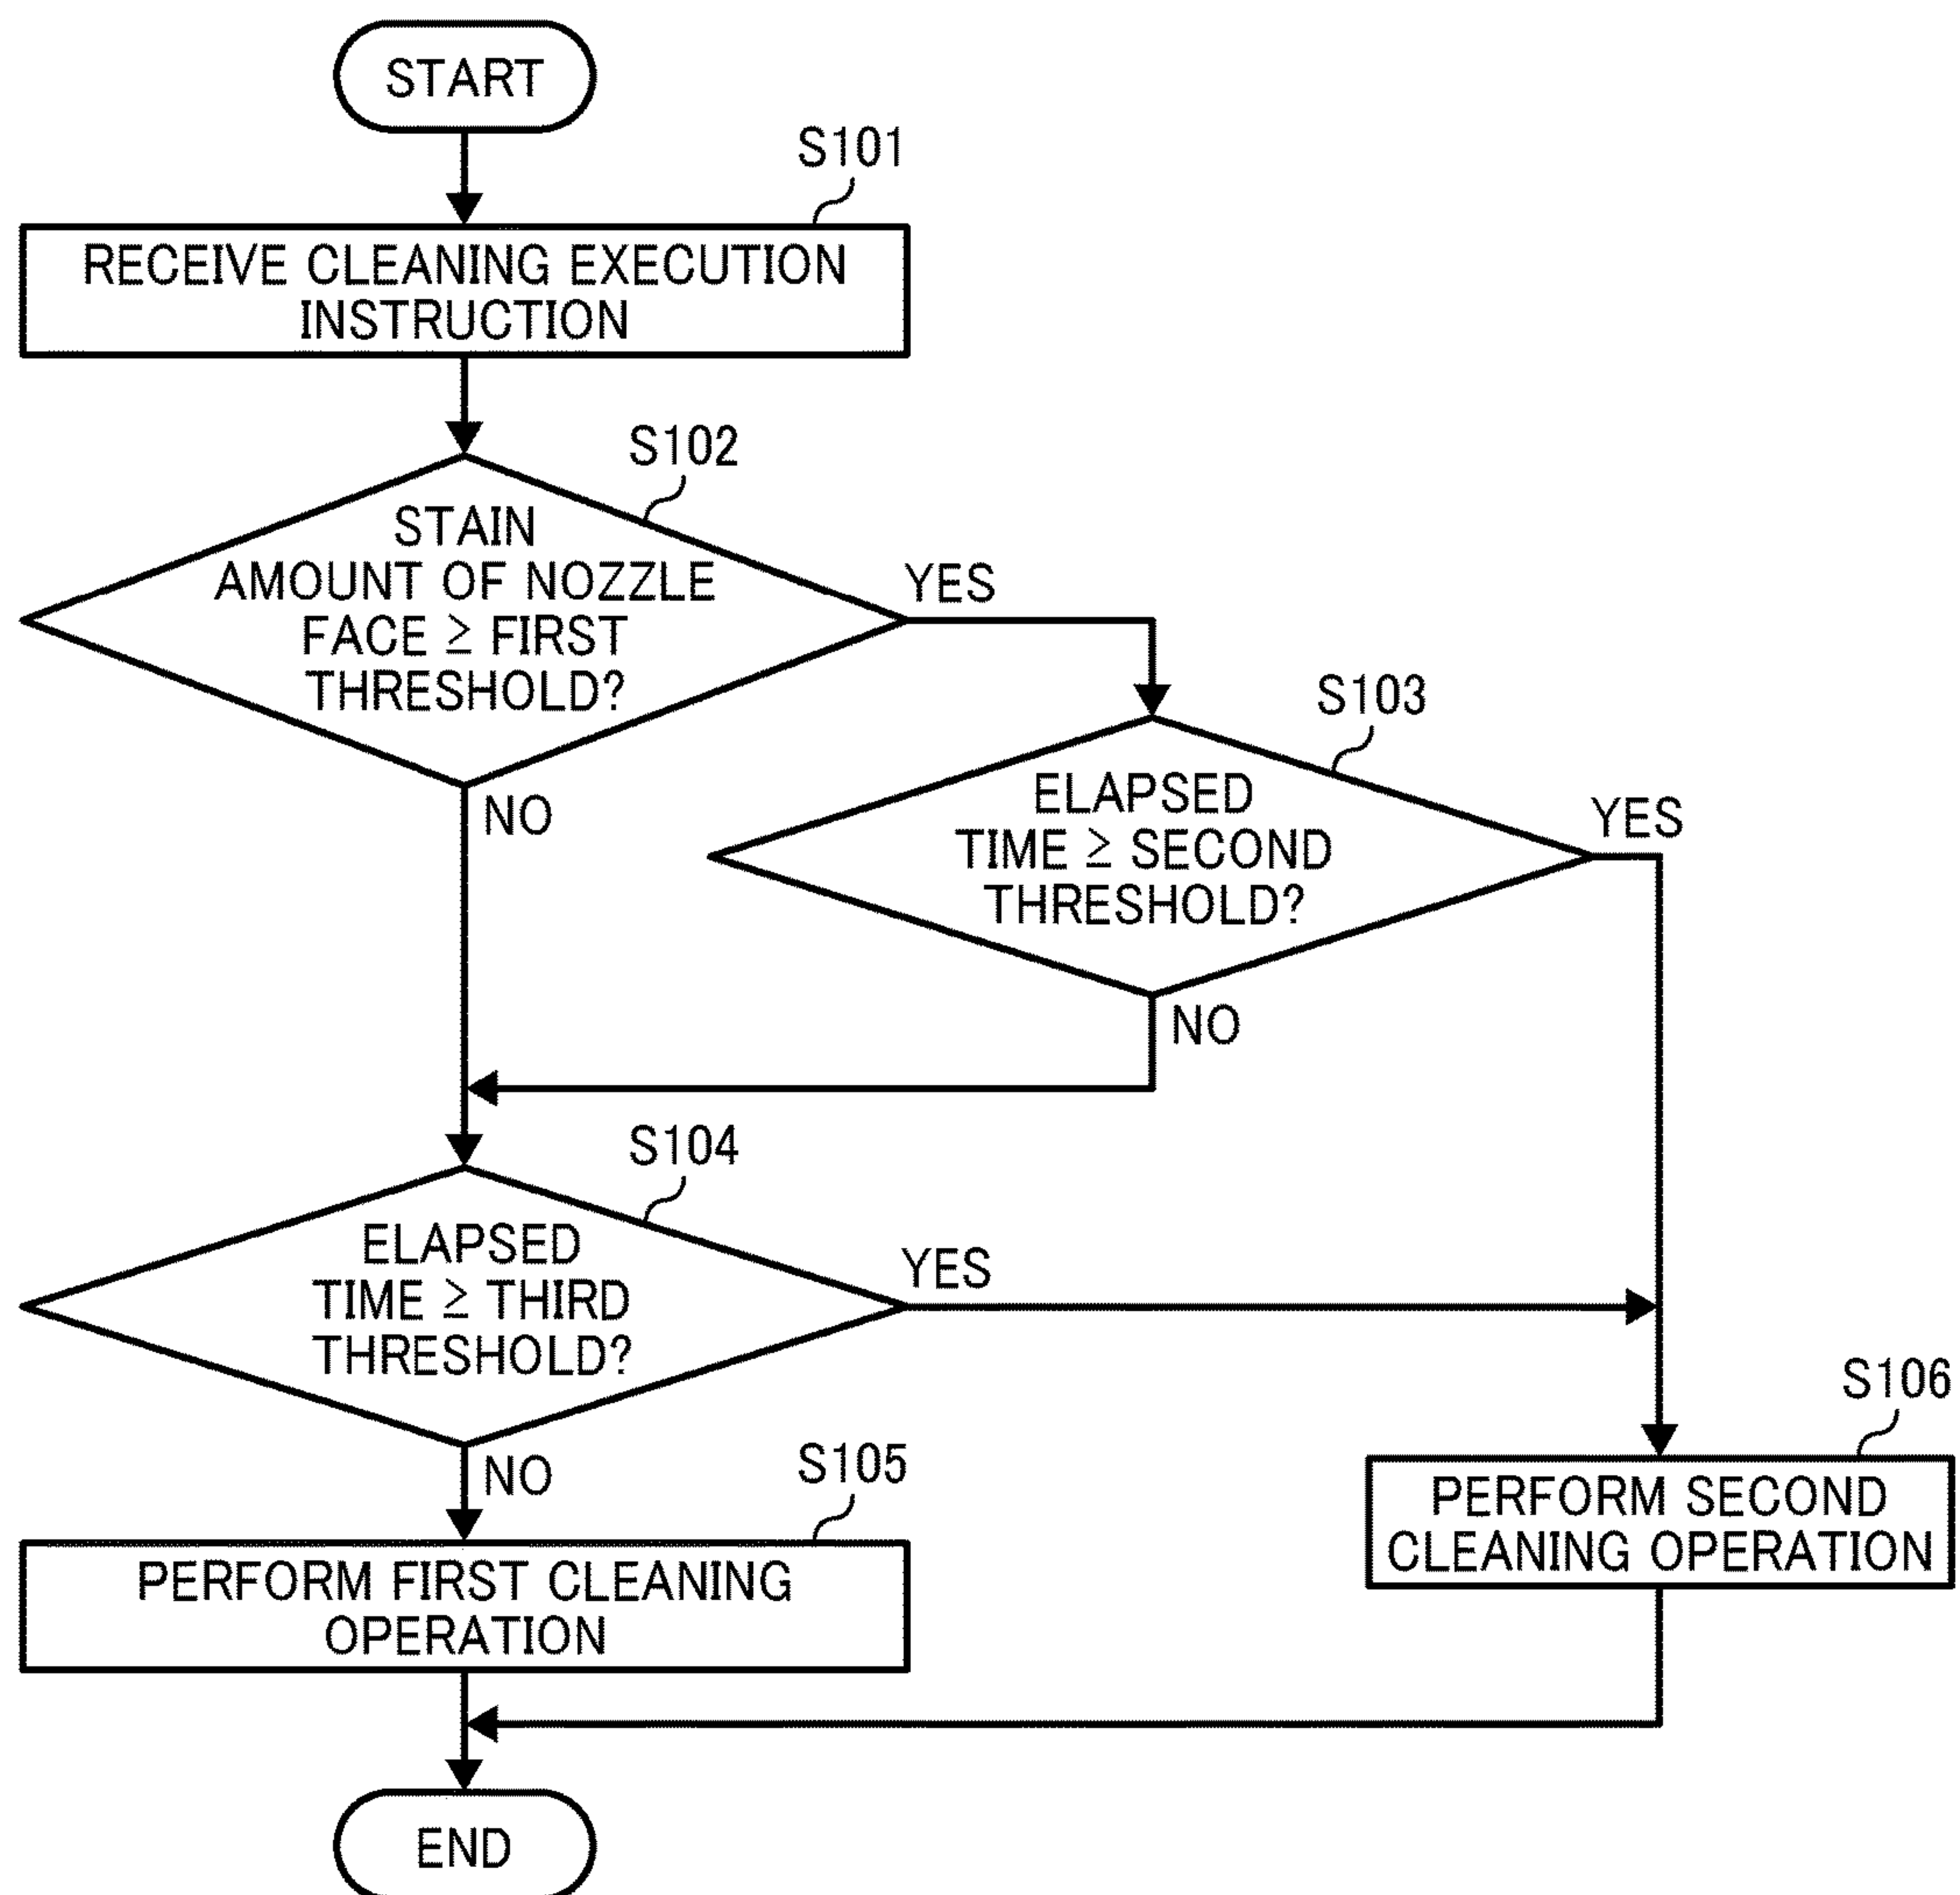 START
S101
RECEIVE CLEANING EXECUTION
INSTRUCTION
S102
STAIN
AMOUNT OF NOZZLE
FACE ≥ FIRST
THRESHOLD?
YES
NO
S103
ELAPSED
TIME ≥ SECOND
THRESHOLD?
YES
NO
S104
ELAPSED
TIME ≥ THIRD
THRESHOLD?
YES
NO
S105
PERFORM FIRST CLEANING
OPERATION
S106
PERFORM SECOND
CLEANING OPERATION
END